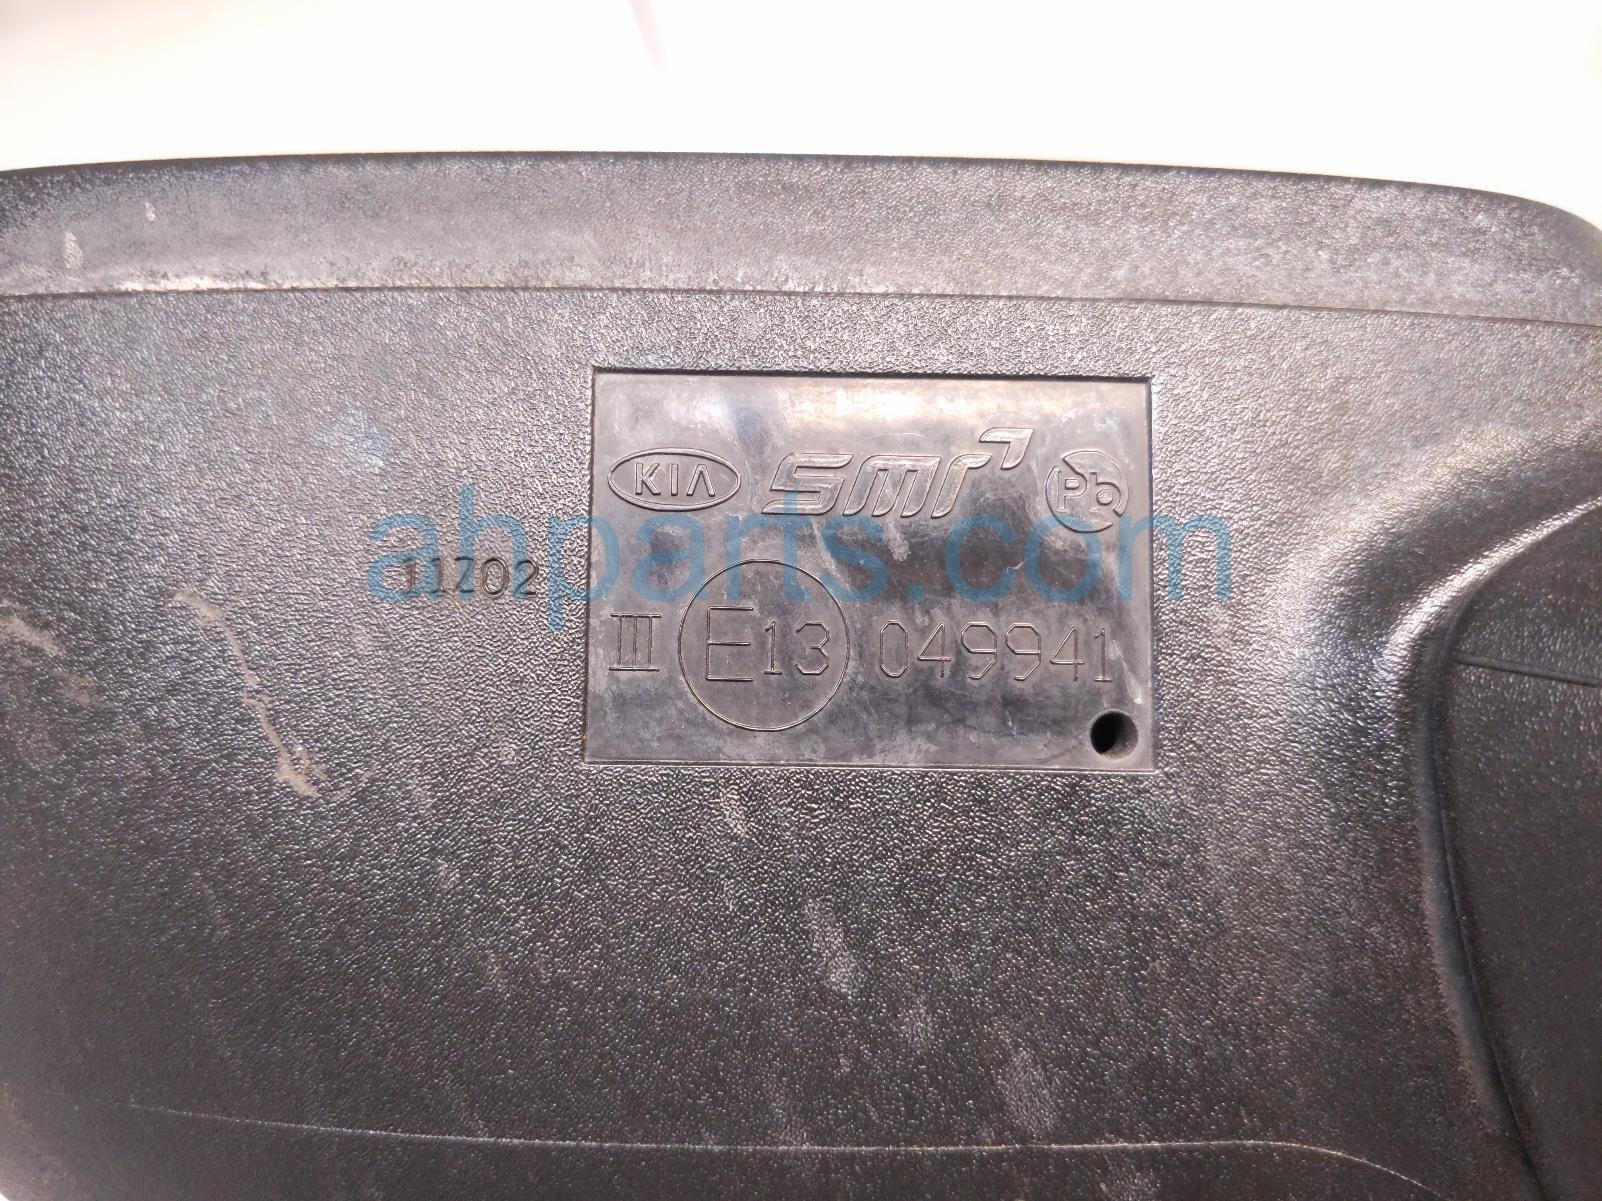 KIA smr Pb
11Z02
ahparts.com
III E13 049941